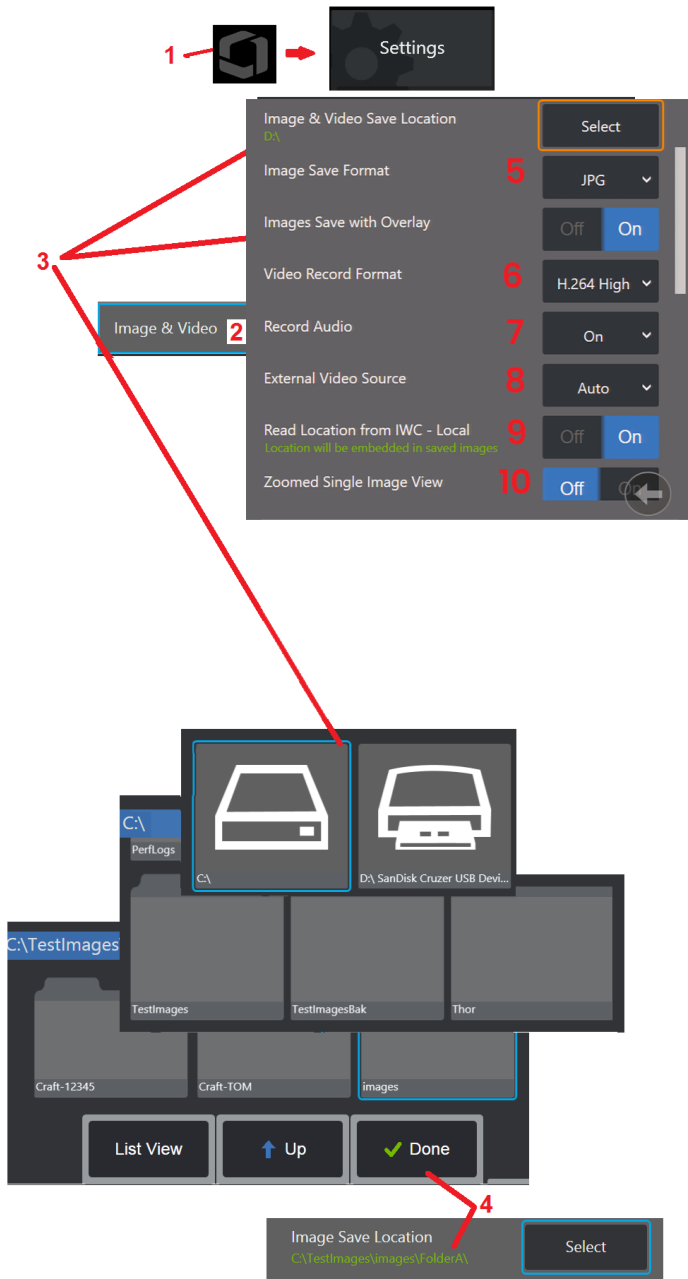 1
Settings
Image & Video Save Location
D:\
Select
Image Save Format
5
JPG
Images Save with Overlay
Off
On
3
Video Record Format
6
H.264 High
Image & Video
2
Record Audio
7
On
External Video Source
8
Auto
Read Location from IWC - Local
Location will be embedded in saved images
9
Off
On
Zoomed Single Image View
10
Off
On
C:\
D:\ SanDisk Cruzer USB Devi...
C:\
PerfLogs
TestImages
TestImagesBak
Thor
C:\TestImages
Craft-12345
Craft-TOM
images
List View
Up
Done
4
Image Save Location
C:\TestImages\images\FolderA\
Select